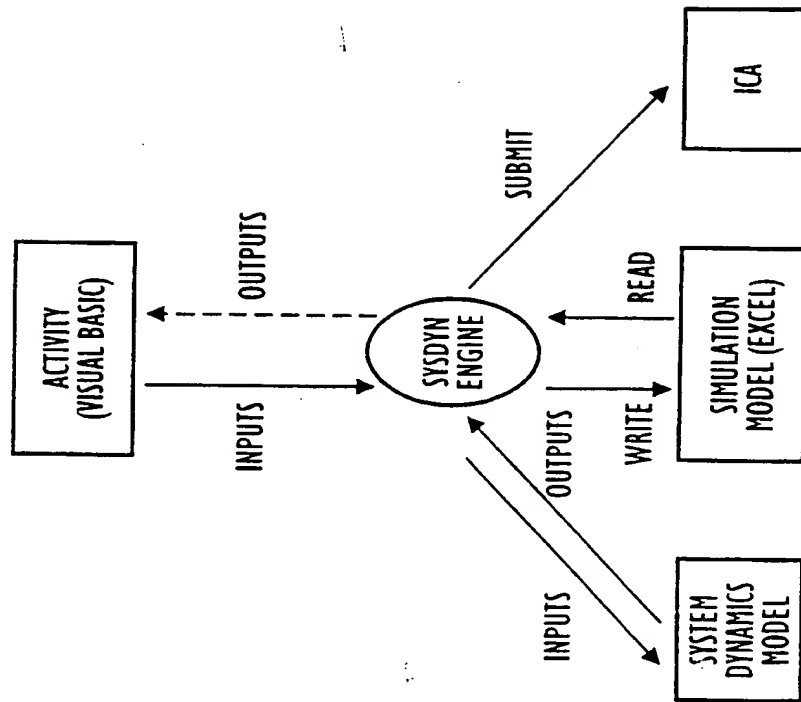 ACTIVITY
(VISUAL BASIC)
INPUTS
OUTPUTS
SYSDYN
ENGINE
SUBMIT
INPUTS
OUTPUTS
WRITE
READ
SYSTEM
DYNAMICS
MODEL
SIMULATION
MODEL (EXCEL)
ICA